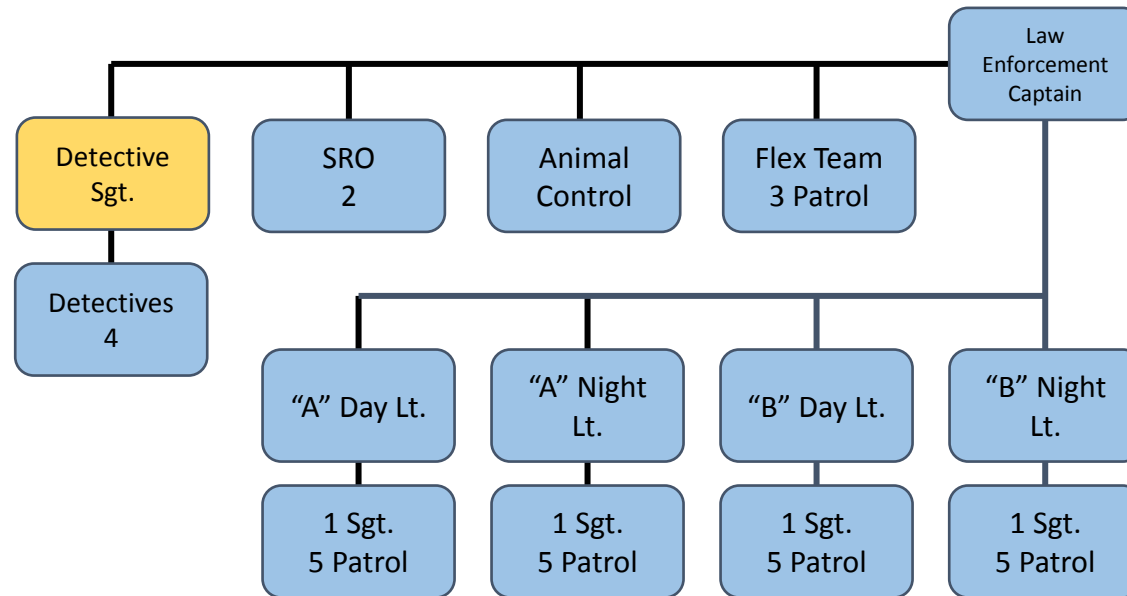 Law
Enforcement
Captain
Detective
Sgt.
SRO
2
Animal
Control
Flex Team
3 Patrol
Detectives
4
“A” Day Lt.
“A” Night
Lt.
“B” Day Lt.
“B” Night
Lt.
1 Sgt.
5 Patrol
1 Sgt.
5 Patrol
1 Sgt.
5 Patrol
1 Sgt.
5 Patrol